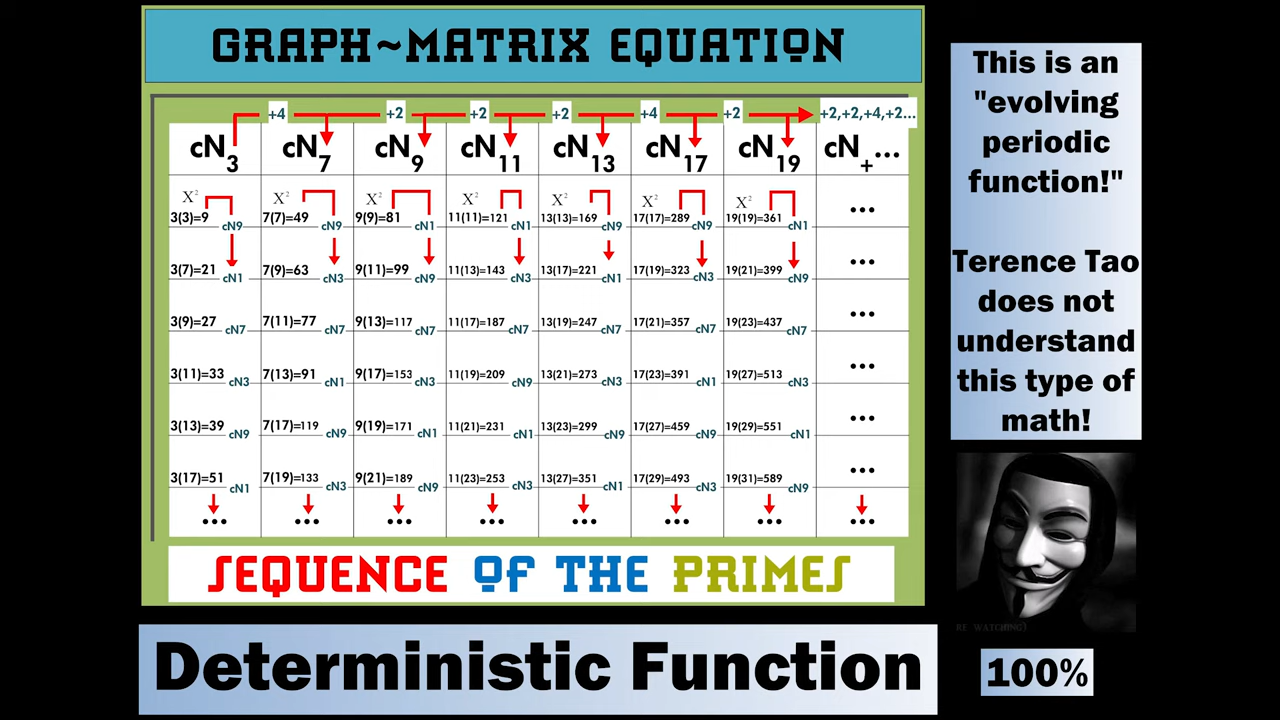 GRAPH~MATRIX EQUATION
+4 +2 +2 +2 +4 +2 +2,+2,+4,+2...
cN3 cN7 cN9 cN11 cN13 cN17 cN19 cN+...
X² X² X² X² X² X² X²
3(3)=9 cN9 7(7)=49 cN9 9(9)=81 cN1 11(11)=121 cN1 13(13)=169 cN9 17(17)=289 cN9 19(19)=361 cN1 ...
3(7)=21 cN1 7(9)=63 cN3 9(11)=99 cN9 11(13)=143 cN3 13(17)=221 cN1 17(19)=323 cN3 19(21)=399 cN9 ...
3(9)=27 cN7 7(11)=77 cN7 9(13)=117 cN7 11(17)=187 cN7 13(19)=247 cN7 17(21)=357 cN7 19(23)=437 cN7 ...
3(11)=33 cN3 7(13)=91 cN1 9(17)=153 cN3 11(19)=209 cN9 13(21)=273 cN3 17(23)=391 cN1 19(27)=513 cN3 ...
3(13)=39 cN9 7(17)=119 cN9 9(19)=171 cN1 11(21)=231 cN1 13(23)=299 cN9 17(27)=459 cN9 19(29)=551 cN1 ...
3(17)=51 cN1 7(19)=133 cN3 9(21)=189 cN9 11(23)=253 cN3 13(27)=351 cN1 17(29)=493 cN3 19(31)=589 cN9 ...
... ... ... ... ... ... ... ...
SEQUENCE OF THE PRIMES
Deterministic Function
This is an
"evolving
periodic
function!"
Terence Tao
does not
understand
this type of
math!
RE WATCHING)
100%